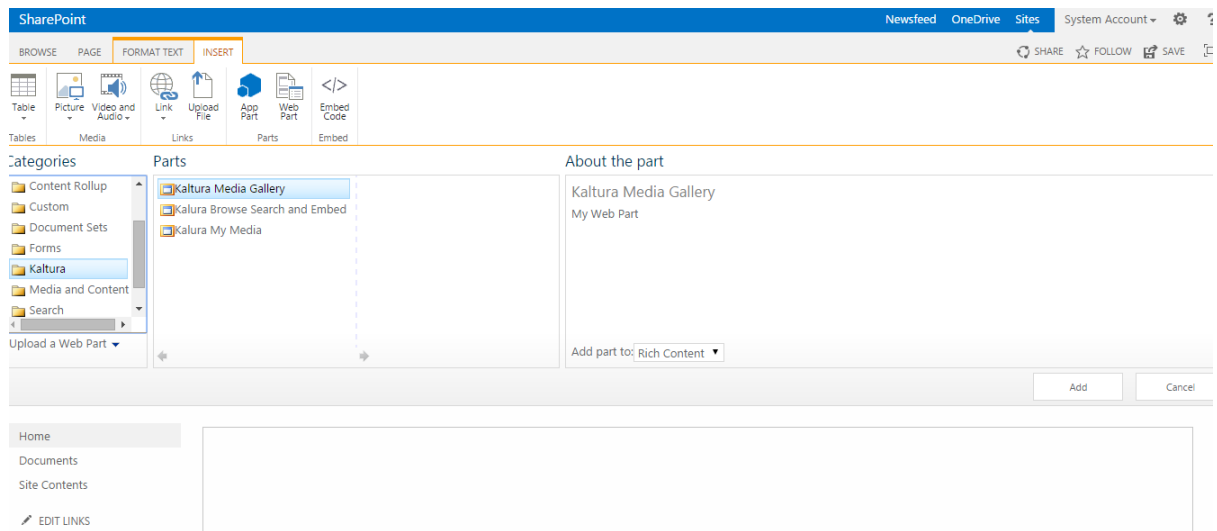 SharePoint Newsfeed OneDrive Sites System Account ?
BROWSE PAGE FORMAT TEXT INSERT SHARE FOLLOW SAVE
Table Picture Video and Audio Link Upload File App Part Web Part </> Embed Code
Tables Media Links Parts Embed
Categories Parts About the part
Content Rollup
Custom
Document Sets
Forms
Kaltura
Media and Content
Search
Upload a Web Part
Kaltura Media Gallery
Kalura Browse Search and Embed
Kalura My Media
Kaltura Media Gallery
My Web Part
Add part to: Rich Content
Add Cancel
Home
Documents
Site Contents
EDIT LINKS